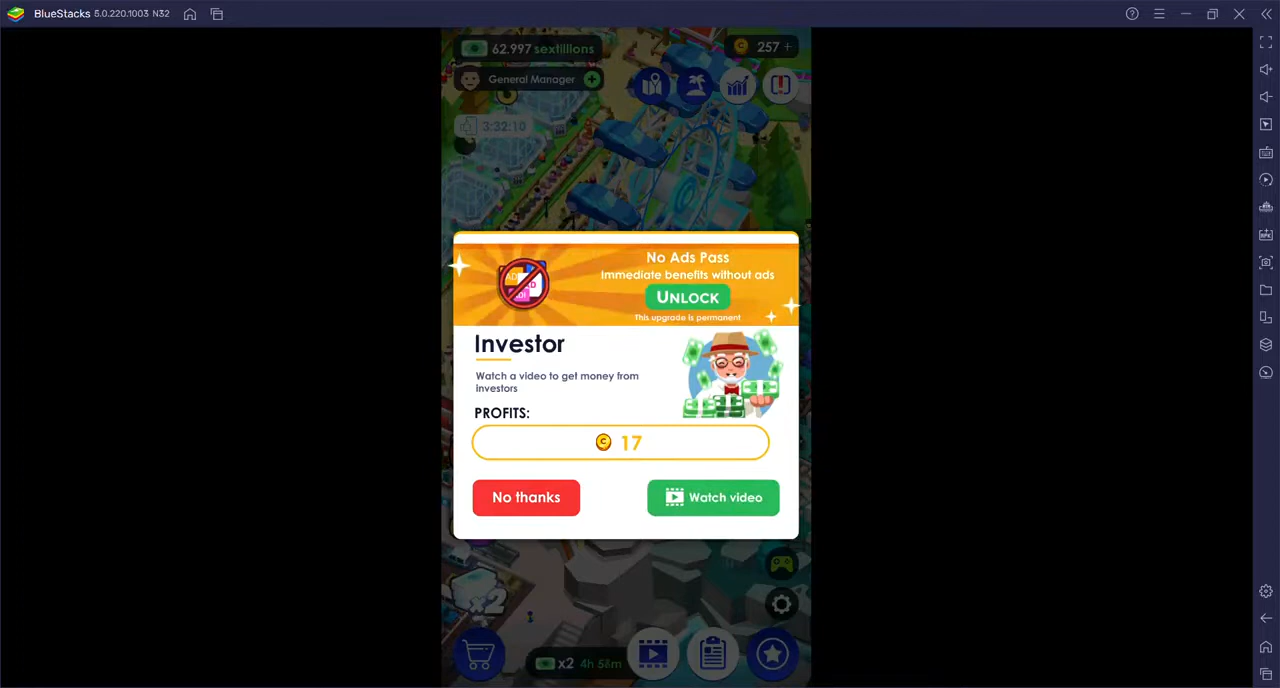 BlueStacks 5.0.220.1003 N32
62.997 sextillions
257 +
General Manager
3:32:10
No Ads Pass
Immediate benefits without ads
UNLOCK
This upgrade is permanent
Investor
Watch a video to get money from
investors
PROFITS:
17
No thanks
Watch video
x2
x2 4h 58m